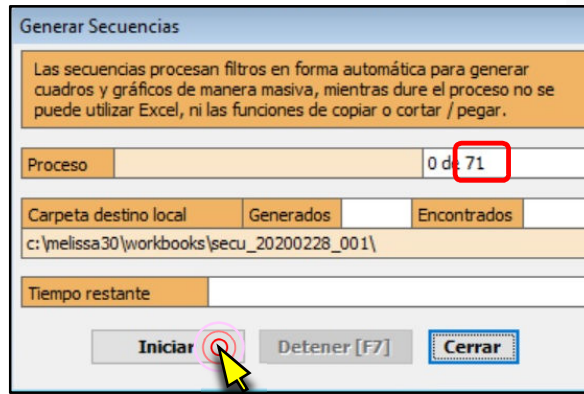 Generar Secuencias
Las secuencias procesan filtros en forma automática para generar
cuadros y gráficos de manera masiva, mientras dure el proceso no se
puede utilizar Excel, ni las funciones de copiar o cortar / pegar.
Proceso 0 de 71
Carpeta destino local Generados Encontrados
c:\melissa30\workbooks\secu_20200228_001\
Tiempo restante
Iniciar Detener [F7] Cerrar